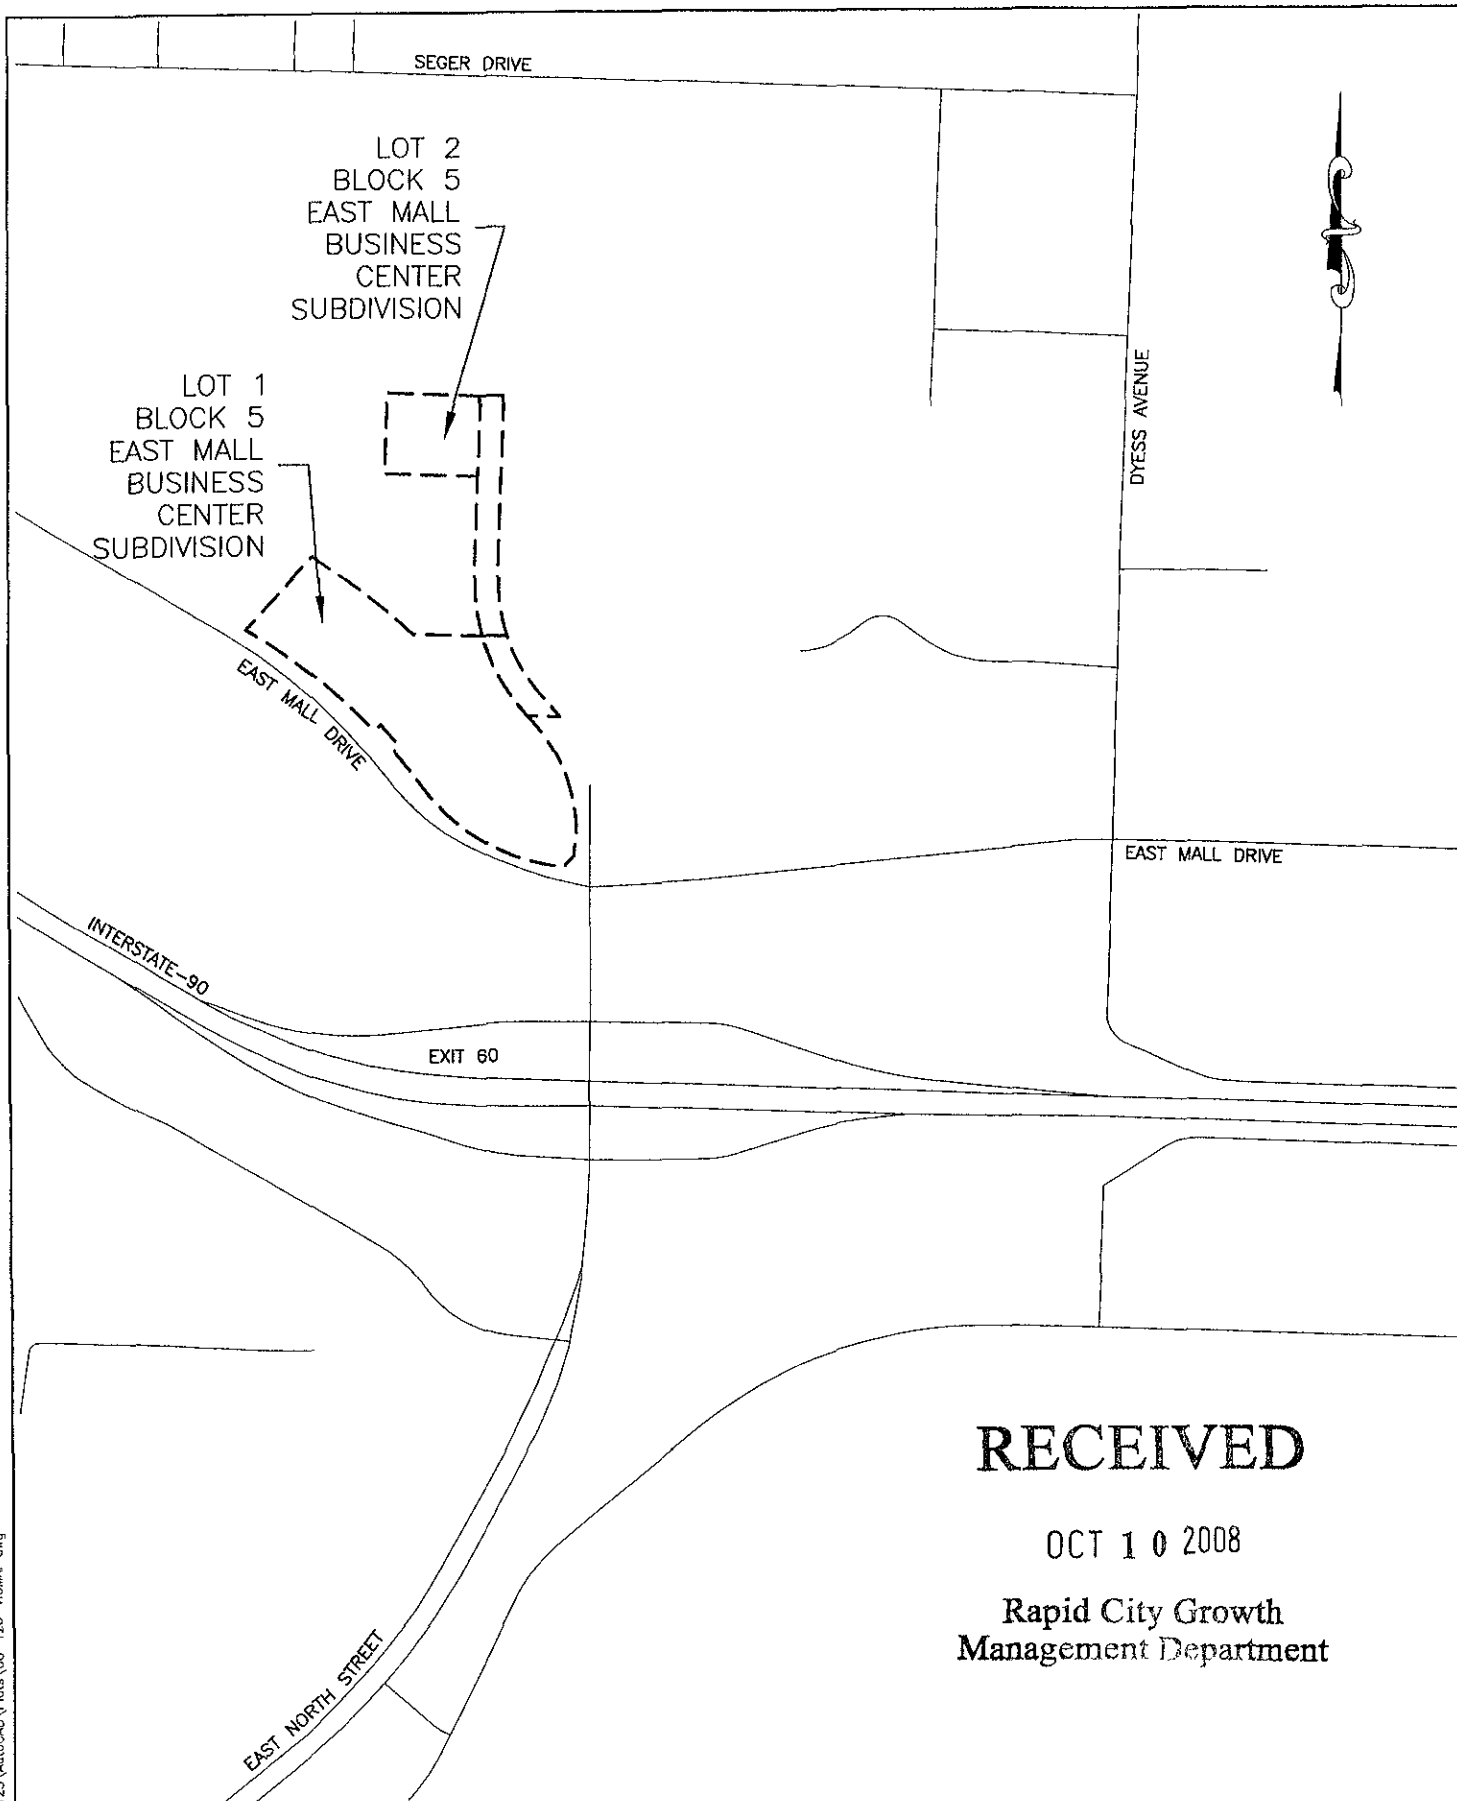 SEGER DRIVE
LOT 2
BLOCK 5
EAST MALL
BUSINESS
CENTER
SUBDIVISION
LOT 1
BLOCK 5
EAST MALL
BUSINESS
CENTER
SUBDIVISION
DYESS AVENUE
EAST MALL DRIVE
EAST MALL DRIVE
INTERSTATE-90
EXIT 60
RECEIVED
OCT 10 2008
Rapid City Growth
Management Department
EAST NORTH STREET